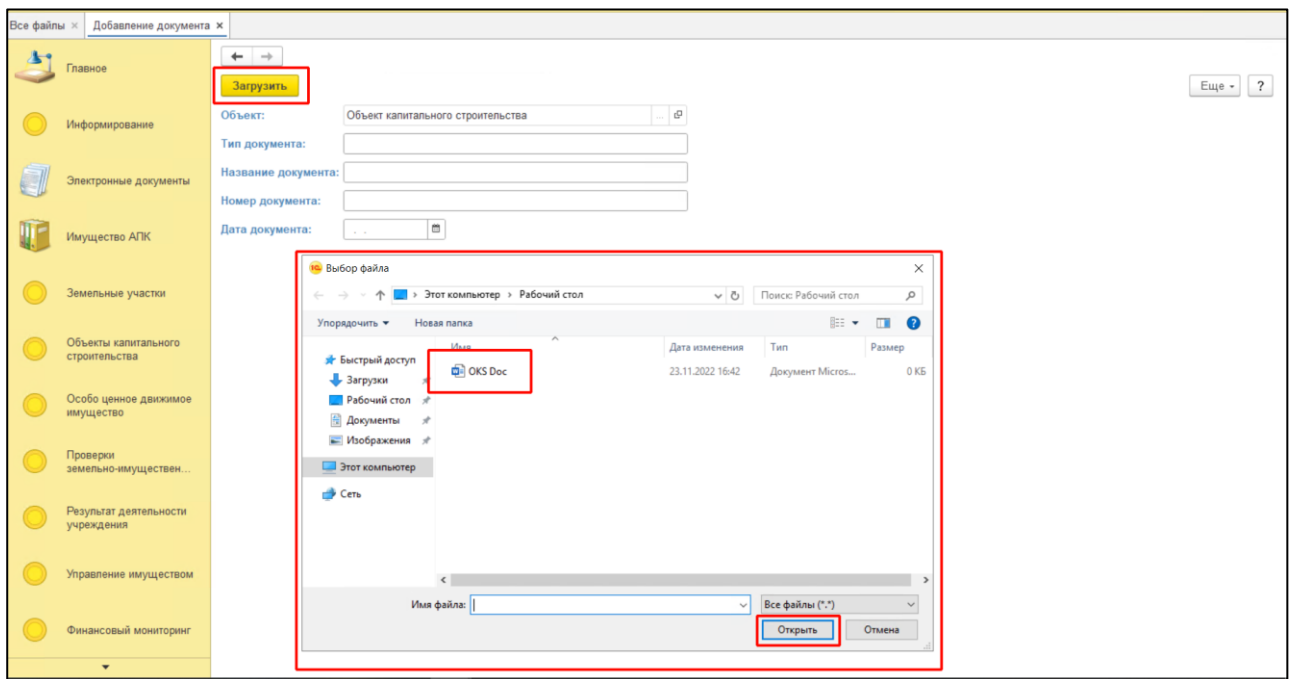 Все файлы × Добавление документа ×
Главное
Информирование
Электронные документы
Имущество АПК
Земельные участки
Объекты капитального
строительства
Особо ценное движимое
имущество
Проверки
земельно-имуществен...
Результат деятельности
учреждения
Управление имуществом
Финансовый мониторинг
Загрузить
Еще
?
Объект: Объект капитального строительства ...
Тип документа:
Название документа:
Номер документа:
Дата документа: . .
Выбор файла
Этот компьютер > Рабочий стол
Поиск: Рабочий стол
Упорядочить
Новая папка
Имя Дата изменения Тип Размер
Быстрый доступ
Загрузки
Рабочий стол
Документы
Изображения
Этот компьютер
Сеть
OKS Doc 23.11.2022 16:42 Документ Micros... 0 КБ
Имя файла:
Все файлы (*.*)
Открыть
Отмена